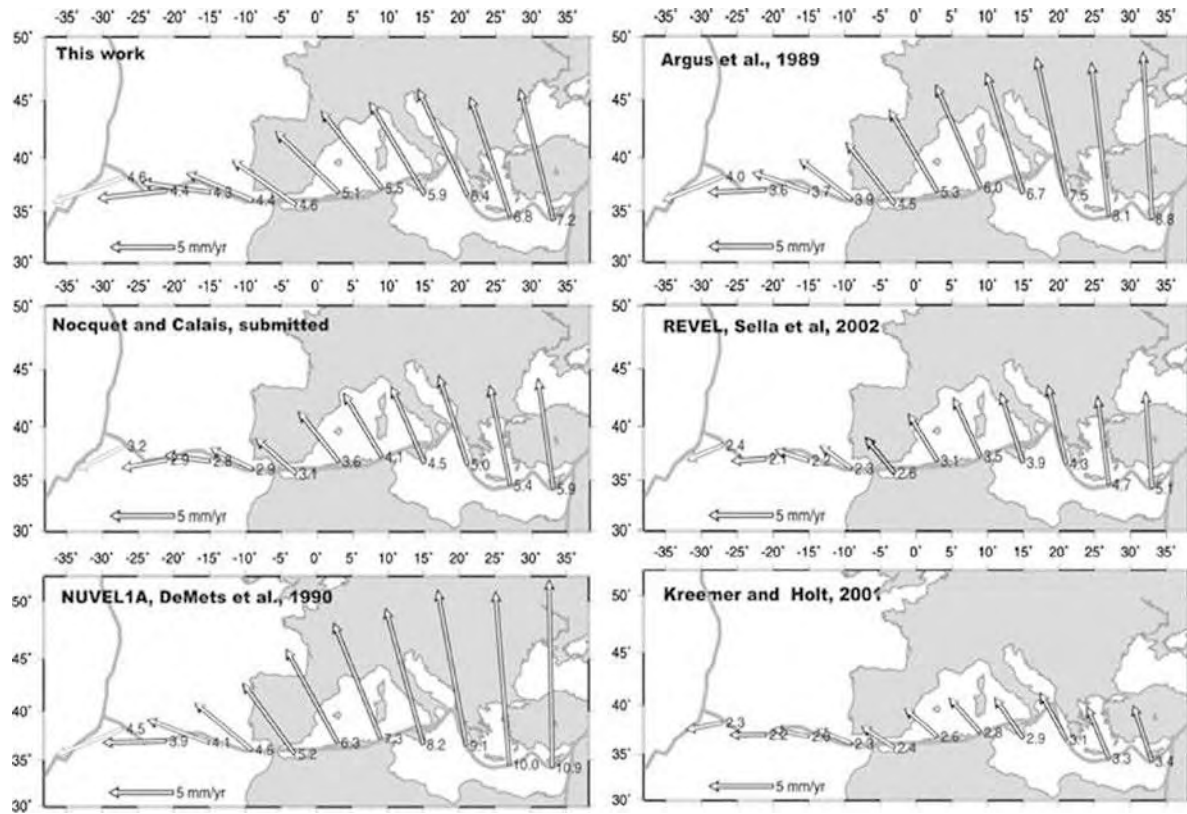 -35° -30° -25° -20° -15° -10° -5° 0° 5° 10° 15° 20° 25° 30° 35°
50°
45°
40°
35°
30°
This work
4.6 4.4 4.3 4.4 4.6 5.1 5.5 5.9 6.4 6.8 7.2
5 mm/yr
-35° -30° -25° -20° -15° -10° -5° 0° 5° 10° 15° 20° 25° 30° 35°
50°
45°
40°
35°
30°
Argus et al., 1989
4.0 3.6 3.7 3.9 4.5 5.3 6.0 6.7 7.5 8.1 8.8
5 mm/yr
-35° -30° -25° -20° -15° -10° -5° 0° 5° 10° 15° 20° 25° 30° 35°
50°
45°
40°
35°
30°
Nocquet and Calais, submitted
3.2 2.9 2.8 2.9 3.1 3.6 4.1 4.5 5.0 5.4 5.9
5 mm/yr
-35° -30° -25° -20° -15° -10° -5° 0° 5° 10° 15° 20° 25° 30° 35°
50°
45°
40°
35°
30°
REVEL, Sella et al, 2002
2.4 2.1 2.2 2.3 2.6 3.1 3.5 3.9 4.3 4.7 5.1
5 mm/yr
-35° -30° -25° -20° -15° -10° -5° 0° 5° 10° 15° 20° 25° 30° 35°
50°
45°
40°
35°
30°
NUVEL1A, DeMets et al., 1990
4.5 3.9 4.1 4.6 5.2 6.3 7.3 8.2 9.1 10.0 10.9
5 mm/yr
-35° -30° -25° -20° -15° -10° -5° 0° 5° 10° 15° 20° 25° 30° 35°
50°
45°
40°
35°
30°
Kreemer and Holt, 2001
2.3 2.3 2.4 2.6 2.8 2.9 3.1 3.3 3.4
5 mm/yr